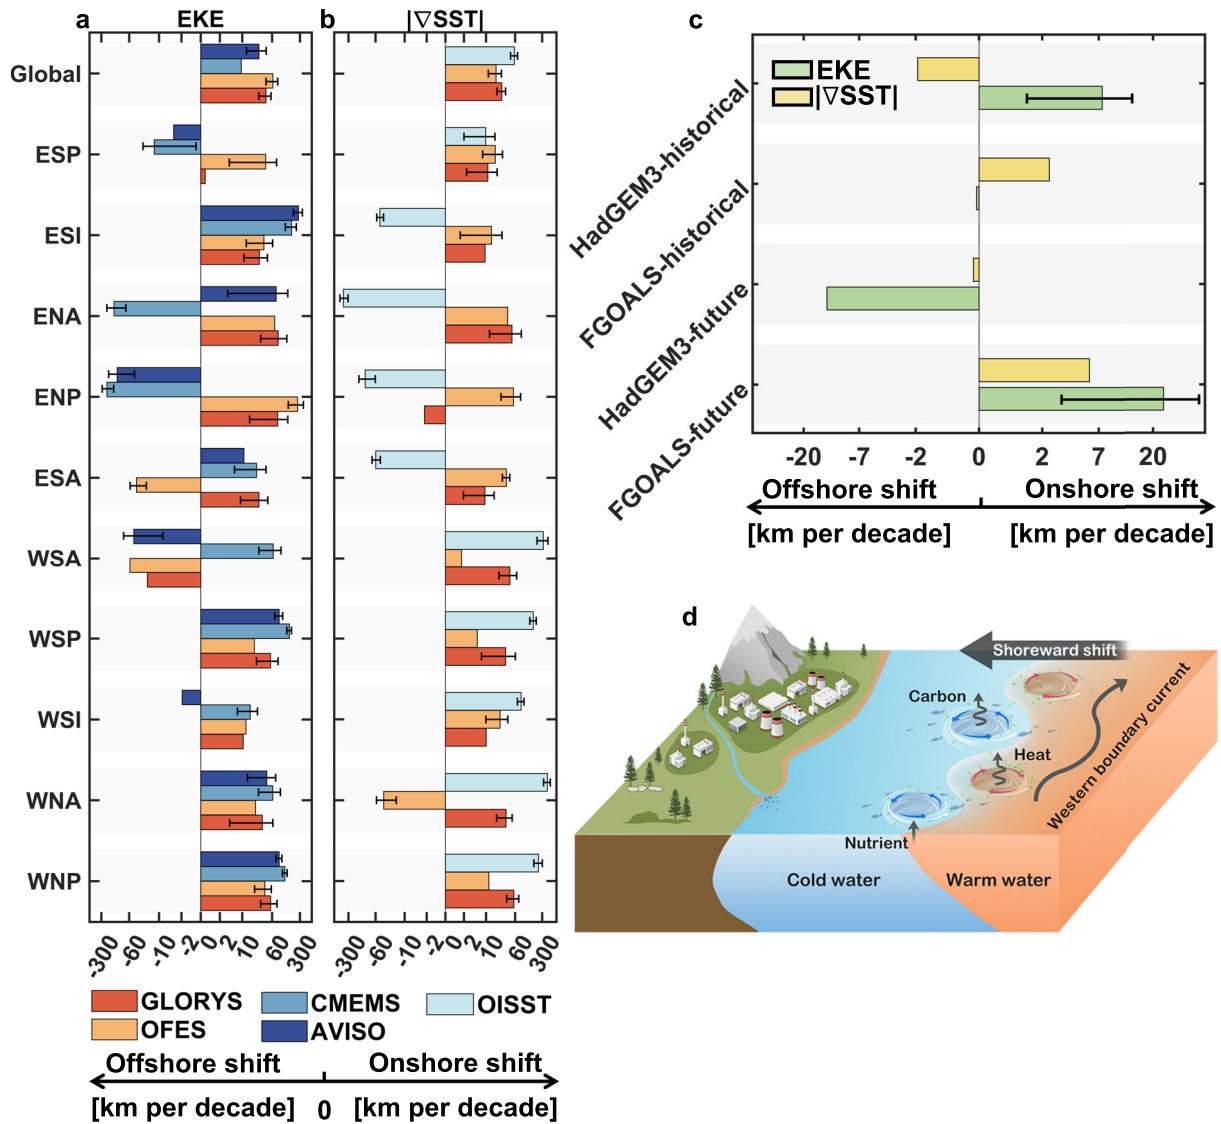 a
EKE
b
|∇SST|
Global
ESP
ESI
ENA
ENP
ESA
WSA
WSP
WSI
WNA
WNP
-300 -60 -10 -2 -0 2 10 60 300
-300 -60 -10 -2 0 2 10 60 300
GLORYS
CMEMS
OISST
OFES
AVISO
Offshore shift
Onshore shift
[km per decade]
0
[km per decade]
c
EKE
|∇SST|
HadGEM3-historical
FGOALS-historical
HadGEM3-future
FGOALS-future
-20 -7 -2 0 2 7 20
Offshore shift
Onshore shift
[km per decade]
[km per decade]
d
Shoreward shift
Carbon
Heat
Western boundary current
Nutrient
Cold water
Warm water